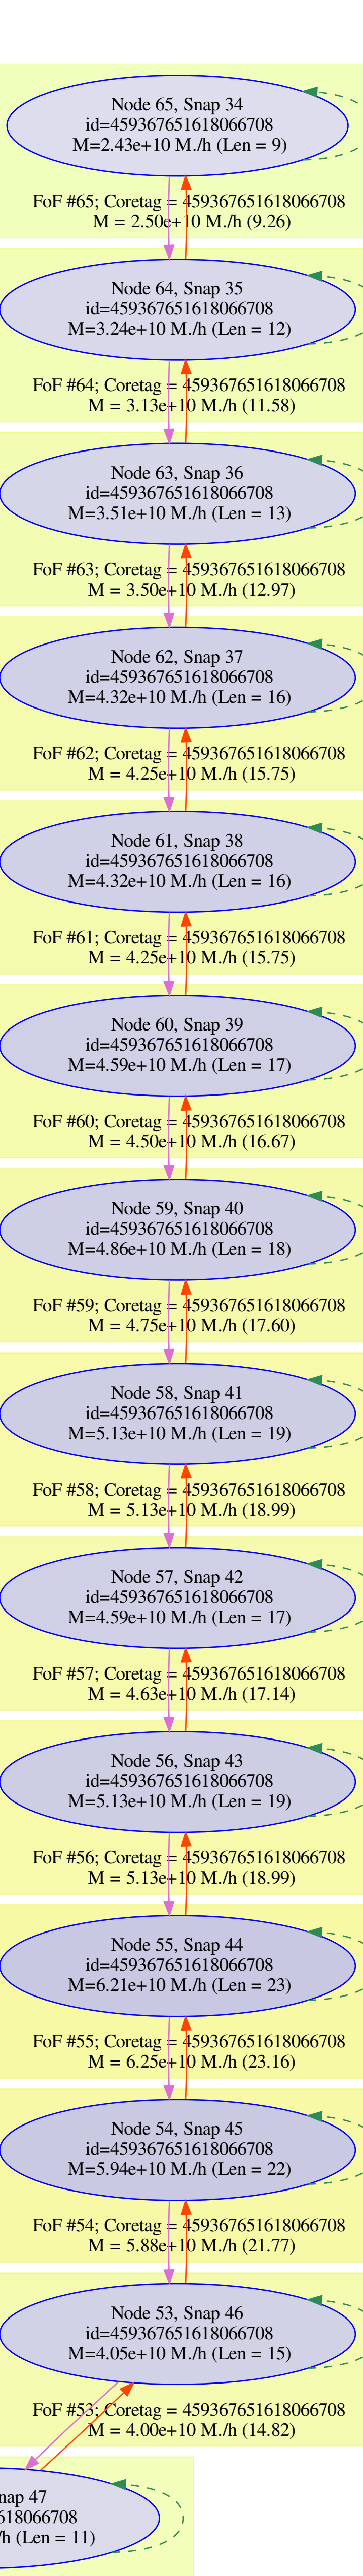 Node 65, Snap 34
id=459367651618066708
M=2.43e+10 M./h (Len = 9)
FoF #65; Coretag = 459367651618066708
M = 2.50e+10 M./h (9.26)
Node 64, Snap 35
id=459367651618066708
M=3.24e+10 M./h (Len = 12)
FoF #64; Coretag = 459367651618066708
M = 3.13e+10 M./h (11.58)
Node 63, Snap 36
id=459367651618066708
M=3.51e+10 M./h (Len = 13)
FoF #63; Coretag = 459367651618066708
M = 3.50e+10 M./h (12.97)
Node 62, Snap 37
id=459367651618066708
M=4.32e+10 M./h (Len = 16)
FoF #62; Coretag = 459367651618066708
M = 4.25e+10 M./h (15.75)
Node 61, Snap 38
id=459367651618066708
M=4.32e+10 M./h (Len = 16)
FoF #61; Coretag = 459367651618066708
M = 4.25e+10 M./h (15.75)
Node 60, Snap 39
id=459367651618066708
M=4.59e+10 M./h (Len = 17)
FoF #60; Coretag = 459367651618066708
M = 4.50e+10 M./h (16.67)
Node 59, Snap 40
id=459367651618066708
M=4.86e+10 M./h (Len = 18)
FoF #59; Coretag = 459367651618066708
M = 4.75e+10 M./h (17.60)
Node 58, Snap 41
id=459367651618066708
M=5.13e+10 M./h (Len = 19)
FoF #58; Coretag = 459367651618066708
M = 5.13e+10 M./h (18.99)
Node 57, Snap 42
id=459367651618066708
M=4.59e+10 M./h (Len = 17)
FoF #57; Coretag = 459367651618066708
M = 4.63e+10 M./h (17.14)
Node 56, Snap 43
id=459367651618066708
M=5.13e+10 M./h (Len = 19)
FoF #56; Coretag = 459367651618066708
M = 5.13e+10 M./h (18.99)
Node 55, Snap 44
id=459367651618066708
M=6.21e+10 M./h (Len = 23)
FoF #55; Coretag = 459367651618066708
M = 6.25e+10 M./h (23.16)
Node 54, Snap 45
id=459367651618066708
M=5.94e+10 M./h (Len = 22)
FoF #54; Coretag = 459367651618066708
M = 5.88e+10 M./h (21.77)
Node 53, Snap 46
id=459367651618066708
M=4.05e+10 M./h (Len = 15)
FoF #53; Coretag = 459367651618066708
M = 4.00e+10 M./h (14.82)
nap 47
618066708
/h (Len = 11)